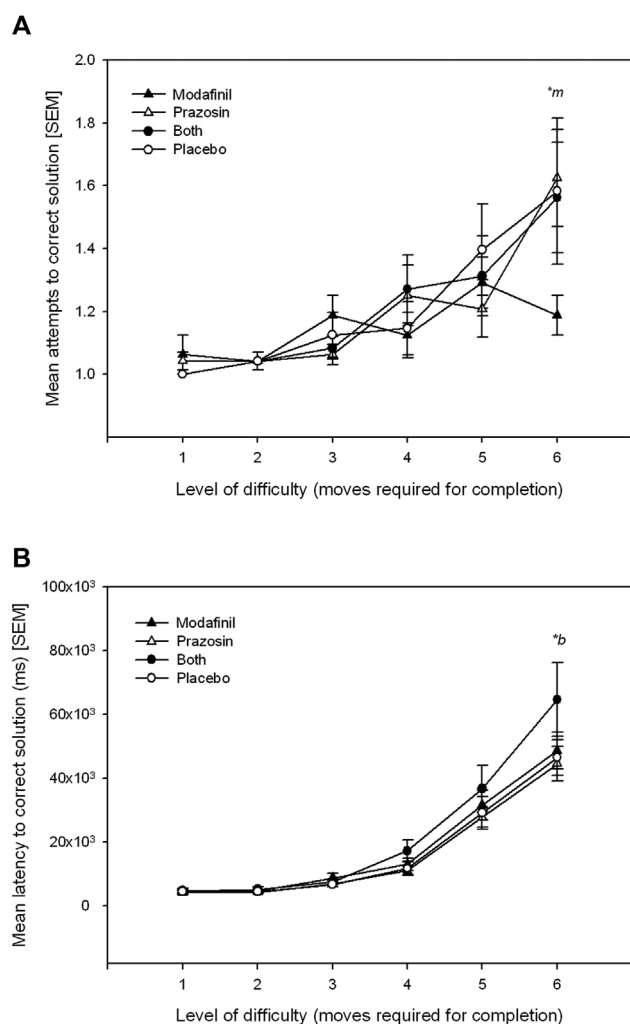 A
2.0
*m
Modafinil
Prazosin
Both
Placebo
1.8
1.6
1.4
1.2
1.0
Mean attempts to correct solution [SEM]
1 2 3 4 5 6
Level of difficulty (moves required for completion)
B
100x10³
*b
Modafinil
Prazosin
Both
Placebo
80x10³
60x10³
40x10³
20x10³
0
Mean latency to correct solution (ms) [SEM]
1 2 3 4 5 6
Level of difficulty (moves required for completion)